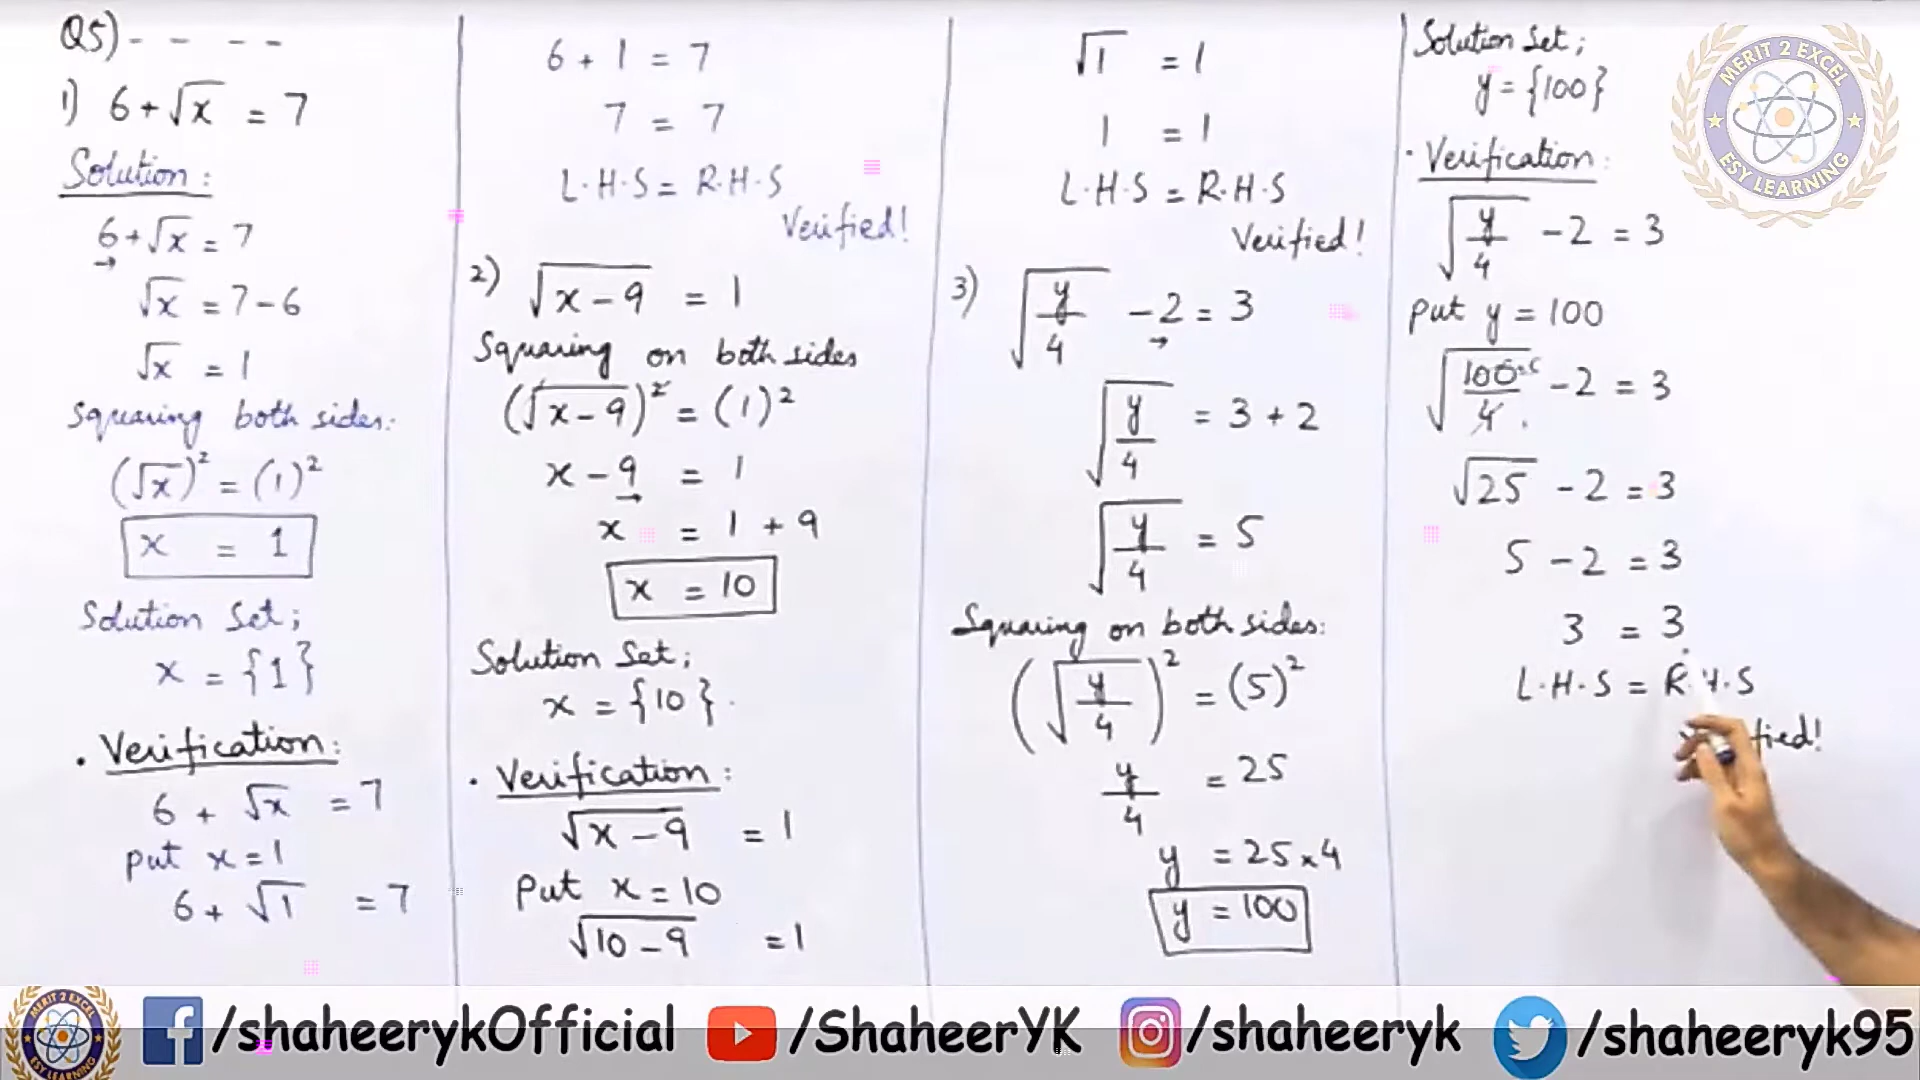 Q5) - - - -
1) 6 + √x = 7
Solution:
6 + √x = 7
√x = 7 - 6
√x = 1
Squaring both sides:
(√x)² = (1)²
x = 1
Solution Set;
x = {1}
· Verification:
6 + √x = 7
put x = 1
6 + √1 = 7
6 + 1 = 7
7 = 7
L.H.S = R.H.S
Verified!
2) √(x - 9) = 1
Squaring on both sides
(√(x - 9))² = (1)²
x - 9 = 1
x = 1 + 9
x = 10
Solution Set;
x = {10}.
· Verification:
√(x - 9) = 1
Put x = 10
√(10 - 9) = 1
√1 = 1
1 = 1
L.H.S = R.H.S
Verified!
3) √(y/4) - 2 = 3
√(y/4) = 3 + 2
√(y/4) = 5
Squaring on both sides:
(√(y/4))² = (5)²
y/4 = 25
y = 25 × 4
y = 100
Solution Set;
y = {100}
· Verification:
√(y/4) - 2 = 3
Put y = 100
√(100/4) - 2 = 3
√25 - 2 = 3
5 - 2 = 3
3 = 3
L.H.S = R.H.S
MERIT 2 EXCEL
ESY LEARNING
MERIT 2 EXCEL
ESY LEARNING
/shaheerykOfficial
/ShaheerYK
/shaheeryk
/shaheeryk95